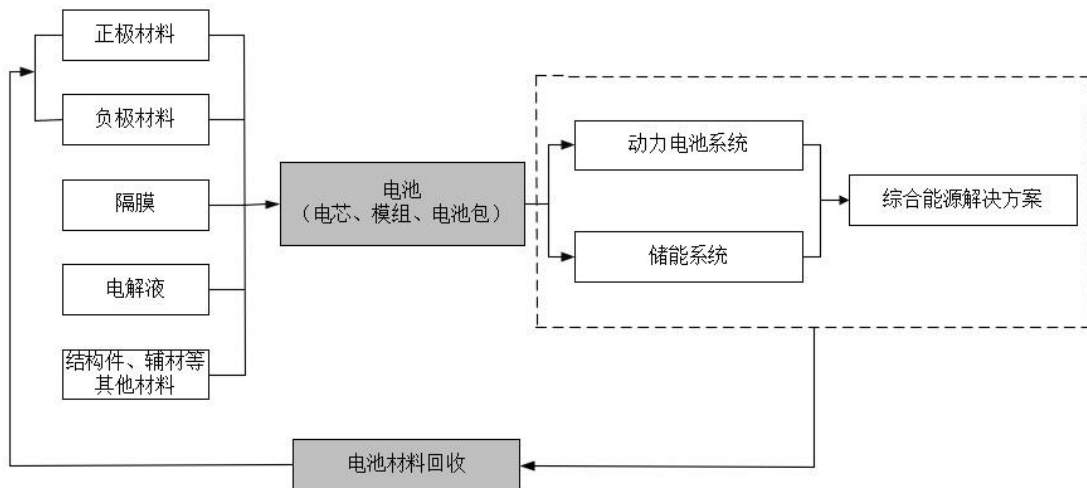 正极材料
负极材料
隔膜
电解液
结构件、辅材等
其他材料
电池
（电芯、模组、电池包）
动力电池系统
储能系统
综合能源解决方案
电池材料回收